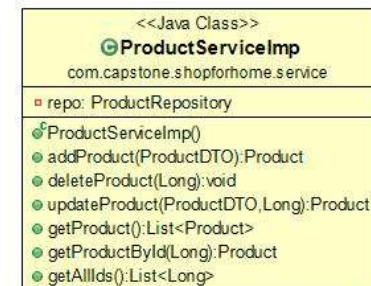 <<Java Class>>
ProductServiceImp
com.capstone.shopforhome.service
repo: ProductRepository
ProductServiceImp()
addProduct(ProductDTO):Product
deleteProduct(Long):void
updateProduct(ProductDTO,Long):Product
getProduct():List<Product>
getProductById(Long):Product
getAllIds():List<Long>